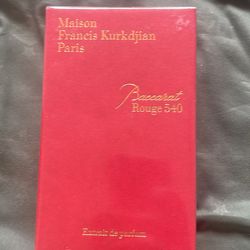 Maison
Francis Kurkdjian
Paris
Baccarat
Rouge 540
Extrait de parfum